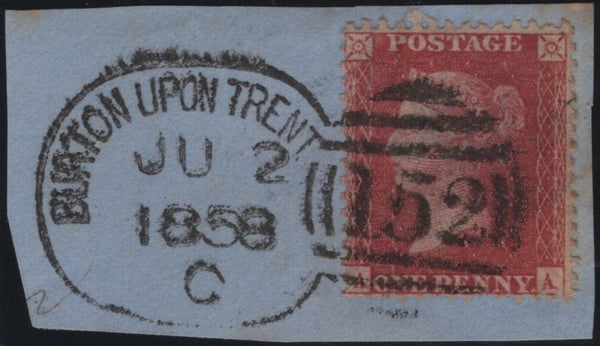 BURTON UPON TRENT
JU 2
1858
C
POSTAGE
152
A ONE PENNY A